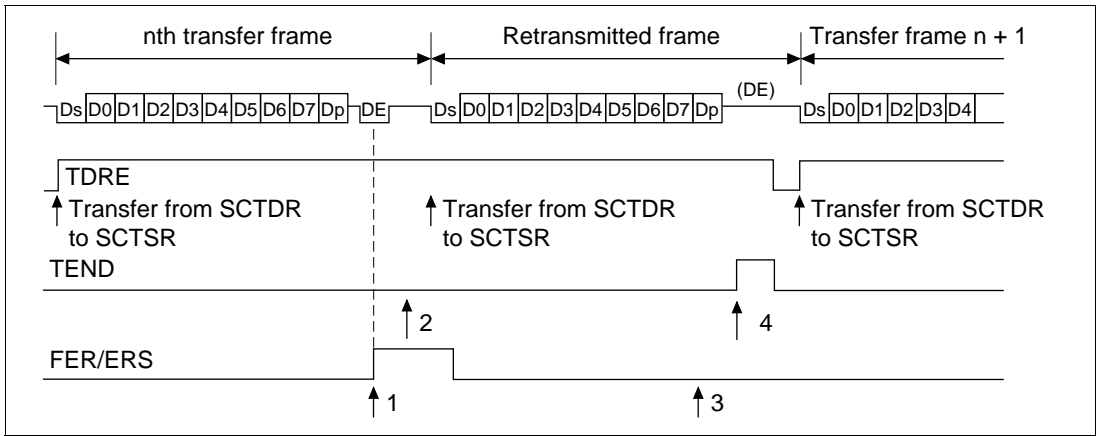 nth transfer frame Retransmitted frame Transfer frame n + 1
(DE)
Ds D0 D1 D2 D3 D4 D5 D6 D7 Dp DE Ds D0 D1 D2 D3 D4 D5 D6 D7 Dp Ds D0 D1 D2 D3 D4
TDRE
Transfer from SCTDR Transfer from SCTDR Transfer from SCTDR
to SCTSR to SCTSR to SCTSR
TEND
2 4
FER/ERS
1 3